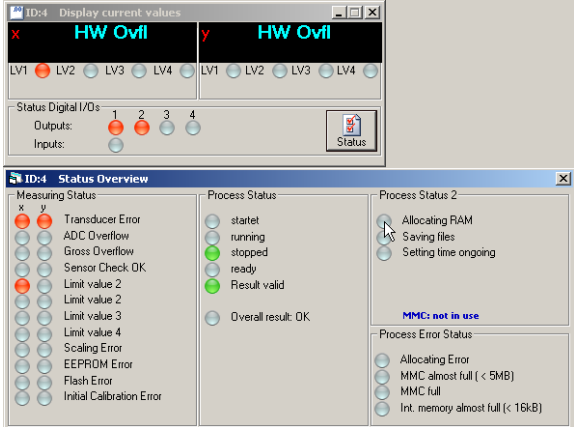 ID:4 Display current values
x HW Ovfl y HW Ovfl
LV1 LV2 LV3 LV4 LV1 LV2 LV3 LV4
Status Digital I/Os
1 2 3 4
Outputs:
Inputs:
Status
ID:4 Status Overview
Measuring Status
x y
Transducer Error
ADC Overflow
Gross Overflow
Sensor Check OK
Limit value 2
Limit value 2
Limit value 3
Limit value 4
Scaling Error
EEPROM Error
Flash Error
Initial Calibration Error
Process Status
startet
running
stopped
ready
Result valid
Overall result: OK
Process Status 2
Allocating RAM
Saving files
Setting time ongoing
MMC: not in use
Process Error Status
Allocating Error
MMC almost full ( < 5MB)
MMC full
Int. memory almost full (< 16kB)